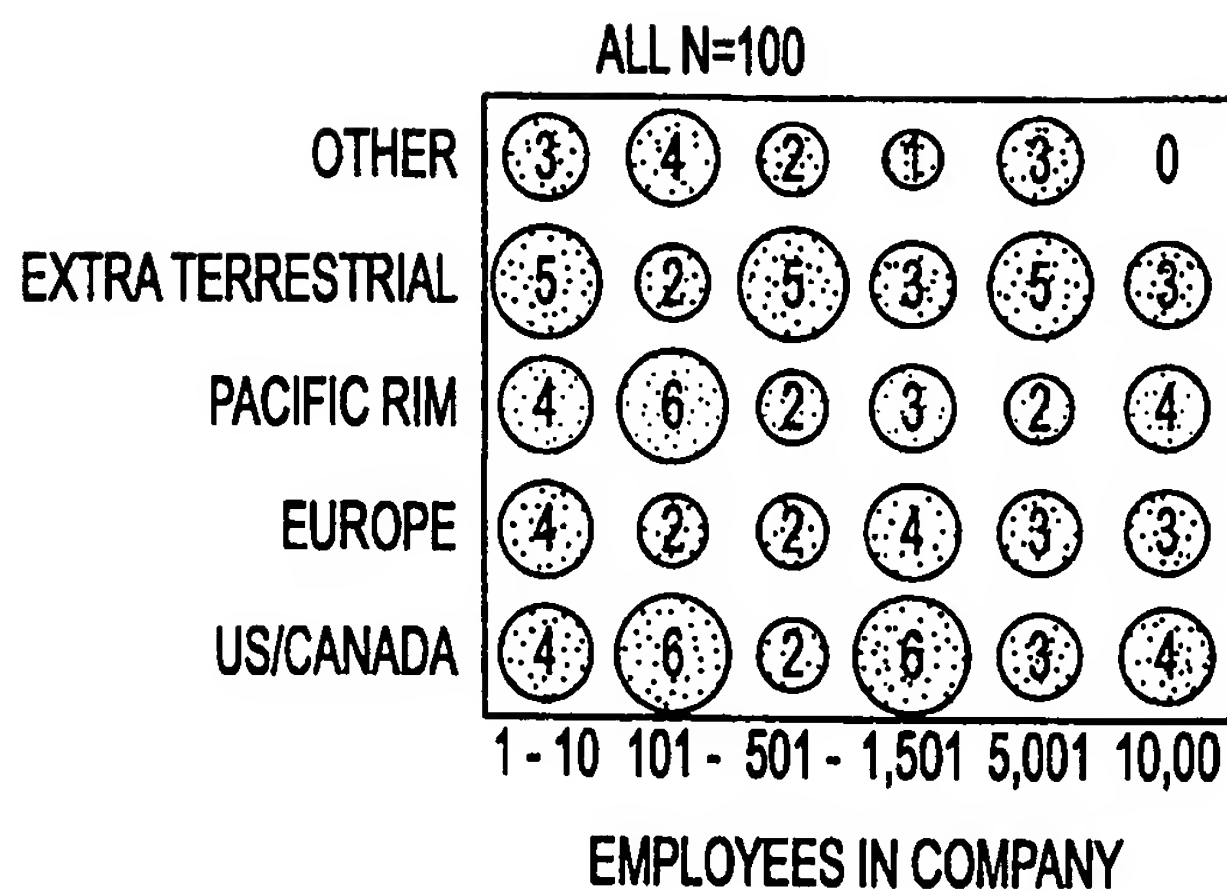 ALL N=100
OTHER 3 4 2 1 3 0
EXTRA TERRESTRIAL 5 2 5 3 5 3
PACIFIC RIM 4 6 2 3 2 4
EUROPE 4 2 2 4 3 3
US/CANADA 4 6 2 6 3 4
1 - 10 101 - 501 - 1,501 5,001 10,00
EMPLOYEES IN COMPANY